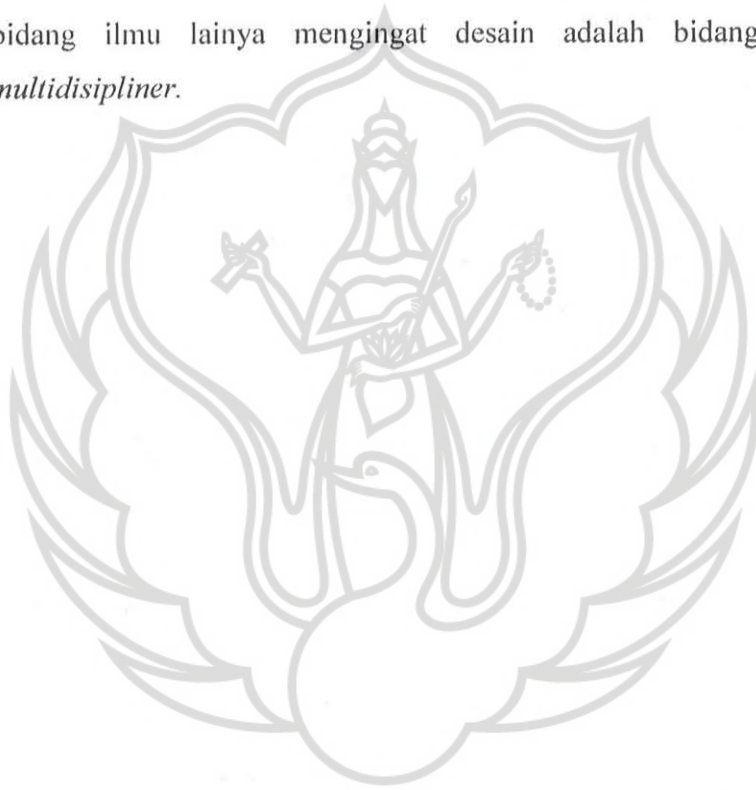 bidang ilmu lainya mengingat desain adalah bidang
multidisipliner.